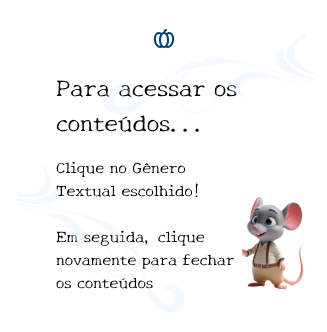 Para acessar os
conteúdos...
Clique no Gênero
Textual escolhido!
Em seguida, clique
novamente para fechar
os conteúdos